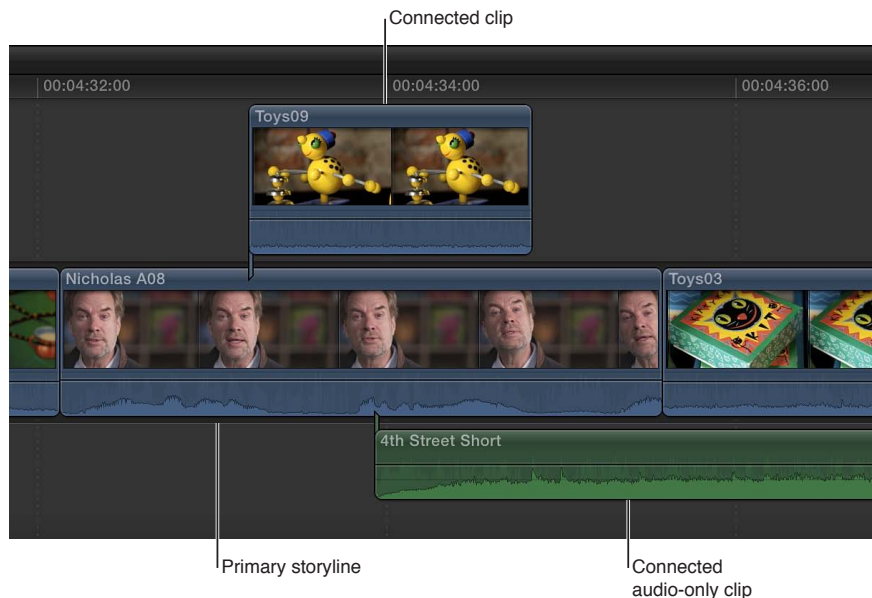 Connected clip
00:04:32:00
00:04:34:00
00:04:36:00
Toys09
Nicholas A08
Toys03
4th Street Short
Primary storyline
Connected
audio-only clip